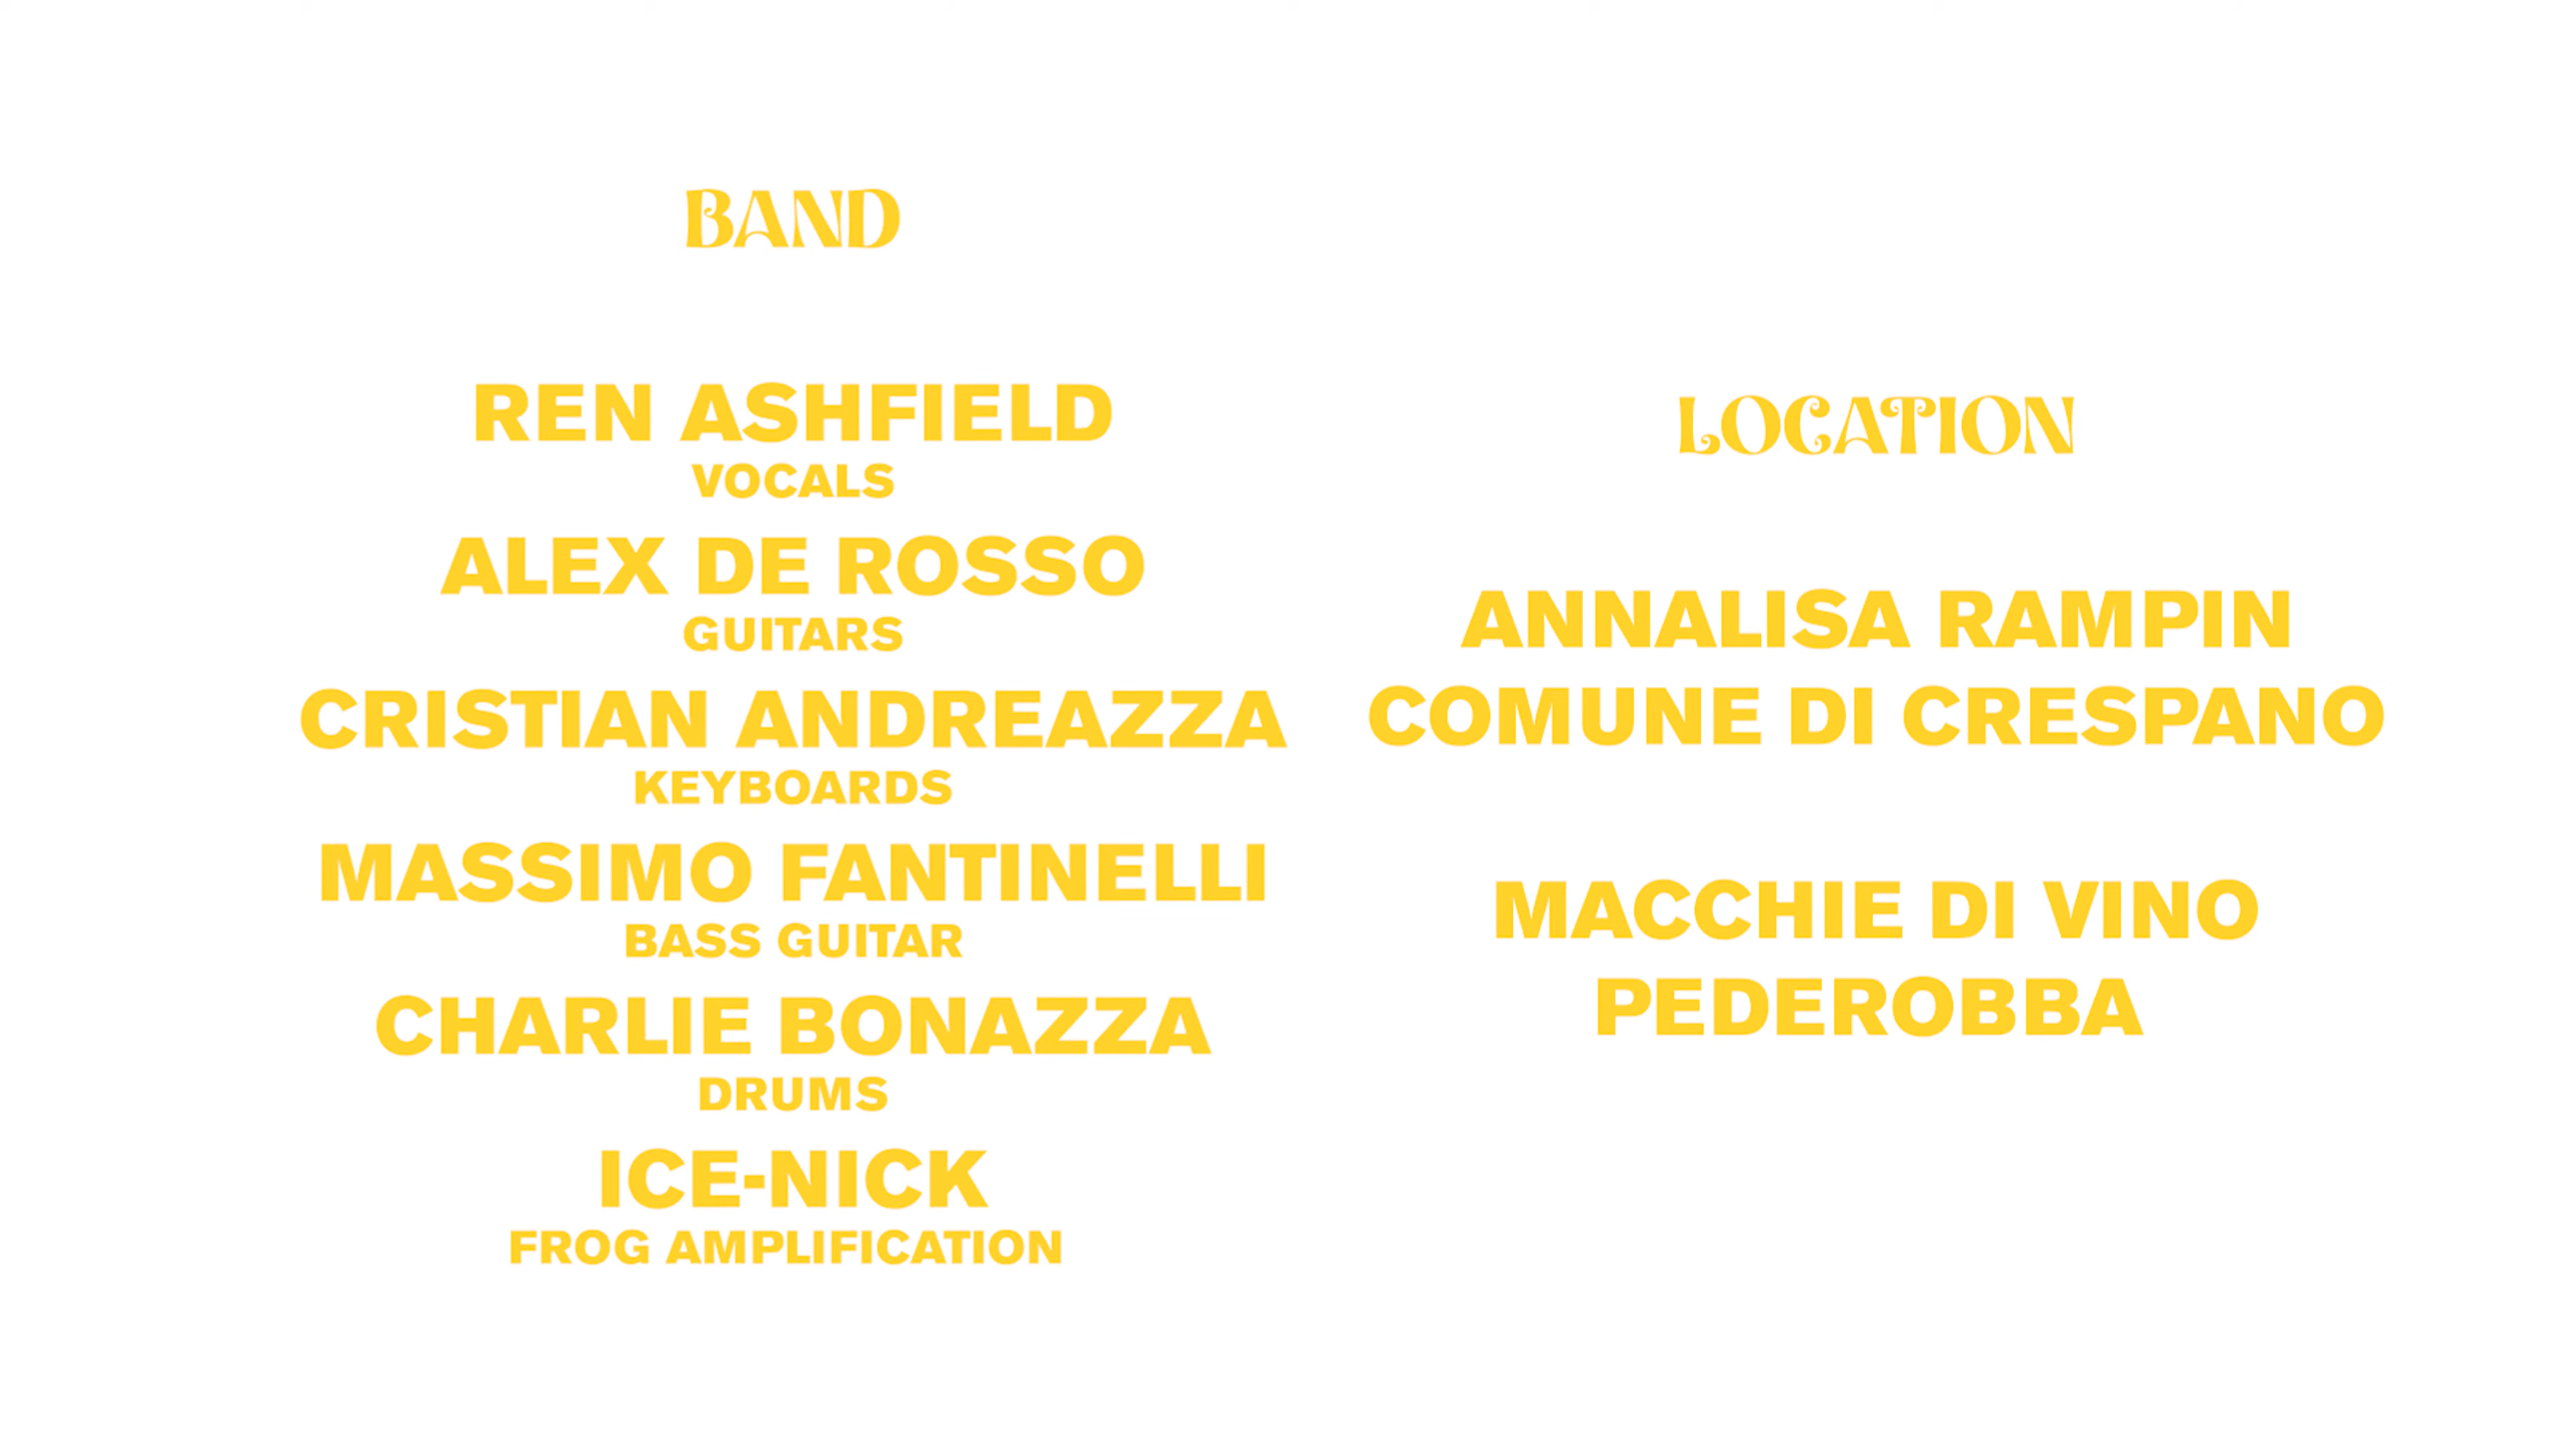 BAND
REN ASHFIELD
VOCALS
ALEX DE ROSSO
GUITARS
CRISTIAN ANDREAZZA
KEYBOARDS
MASSIMO FANTINELLI
BASS GUITAR
CHARLIE BONAZZA
DRUMS
ICE-NICK
FROG AMPLIFICATION
LOCATION
ANNALISA RAMPIN
COMUNE DI CRESPANO
MACCHIE DI VINO
PEDEROBBA